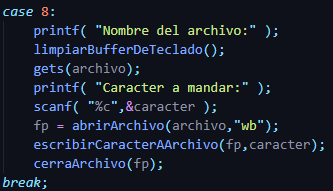 case 8:
printf( "Nombre del archivo:" );
limpiarBufferDeTeclado();
gets(archivo);
printf( "Caracter a mandar:" );
scanf( "%c",&caracter );
fp = abrirArchivo(archivo,"wb");
escribirCaracterAArchivo(fp,caracter);
cerraArchivo(fp);
break;